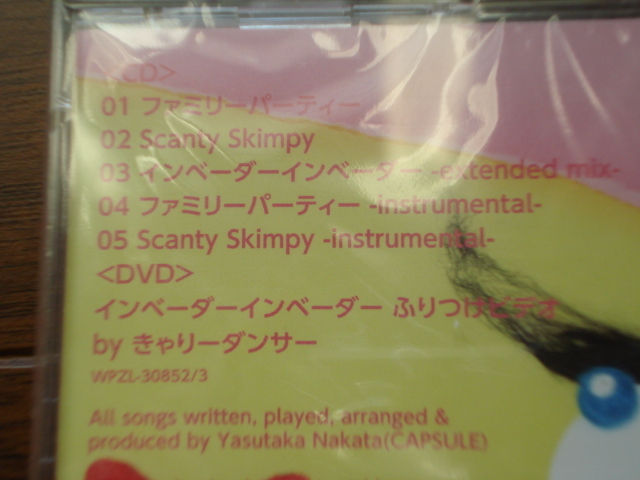 <CD>
01 ファミリーパーティー
02 Scanty Skimpy
03 インベーダーインベーダー -extended mix-
04 ファミリーパーティー -instrumental-
05 Scanty Skimpy -instrumental-
<DVD>
インベーダーインベーダー ふりつけビデオ
by きゃりーダンサー
WPZL-30852/3
All songs written, played, arranged &
produced by Yasutaka Nakata(CAPSULE)